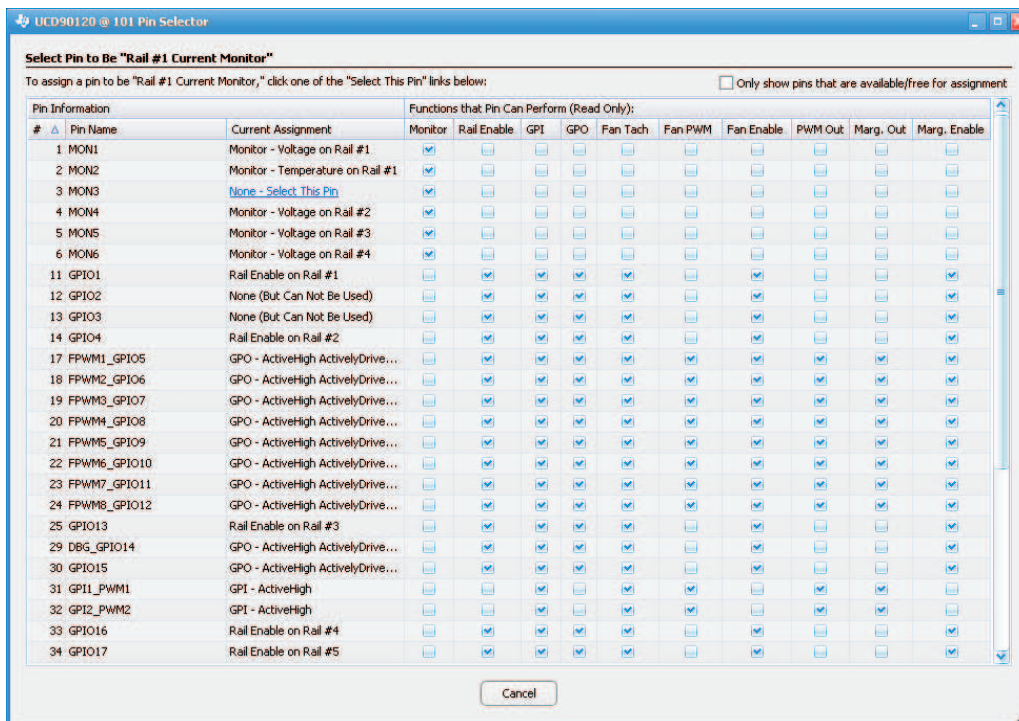 UCD90120 @ 101 Pin Selector
Select Pin to Be "Rail #1 Current Monitor"
To assign a pin to be "Rail #1 Current Monitor," click one of the "Select This Pin" links below:
Only show pins that are available/free for assignment
Pin Information Functions that Pin Can Perform (Read Only):
# Pin Name Current Assignment Monitor Rail Enable GPI GPO Fan Tach Fan PWM Fan Enable PWM Out Marg. Out Marg. Enable
1 MON1 Monitor - Voltage on Rail #1
2 MON2 Monitor - Temperature on Rail #1
3 MON3 None - Select This Pin
4 MON4 Monitor - Voltage on Rail #2
5 MON5 Monitor - Voltage on Rail #3
6 MON6 Monitor - Voltage on Rail #4
11 GPIO1 Rail Enable on Rail #1
12 GPIO2 None (But Can Not Be Used)
13 GPIO3 None (But Can Not Be Used)
14 GPIO4 Rail Enable on Rail #2
17 FPWM1_GPIO5 GPO - ActiveHigh ActivelyDrive...
18 FPWM2_GPIO6 GPO - ActiveHigh ActivelyDrive...
19 FPWM3_GPIO7 GPO - ActiveHigh ActivelyDrive...
20 FPWM4_GPIO8 GPO - ActiveHigh ActivelyDrive...
21 FPWM5_GPIO9 GPO - ActiveHigh ActivelyDrive...
22 FPWM6_GPIO10 GPO - ActiveHigh ActivelyDrive...
23 FPWM7_GPIO11 GPO - ActiveHigh ActivelyDrive...
24 FPWM8_GPIO12 GPO - ActiveHigh ActivelyDrive...
25 GPIO13 Rail Enable on Rail #3
29 DBG_GPIO14 GPO - ActiveHigh ActivelyDrive...
30 GPIO15 GPO - ActiveHigh ActivelyDrive...
31 GPI1_PWM1 GPI - ActiveHigh
32 GPI2_PWM2 GPI - ActiveHigh
33 GPIO16 Rail Enable on Rail #4
34 GPIO17 Rail Enable on Rail #5
Cancel